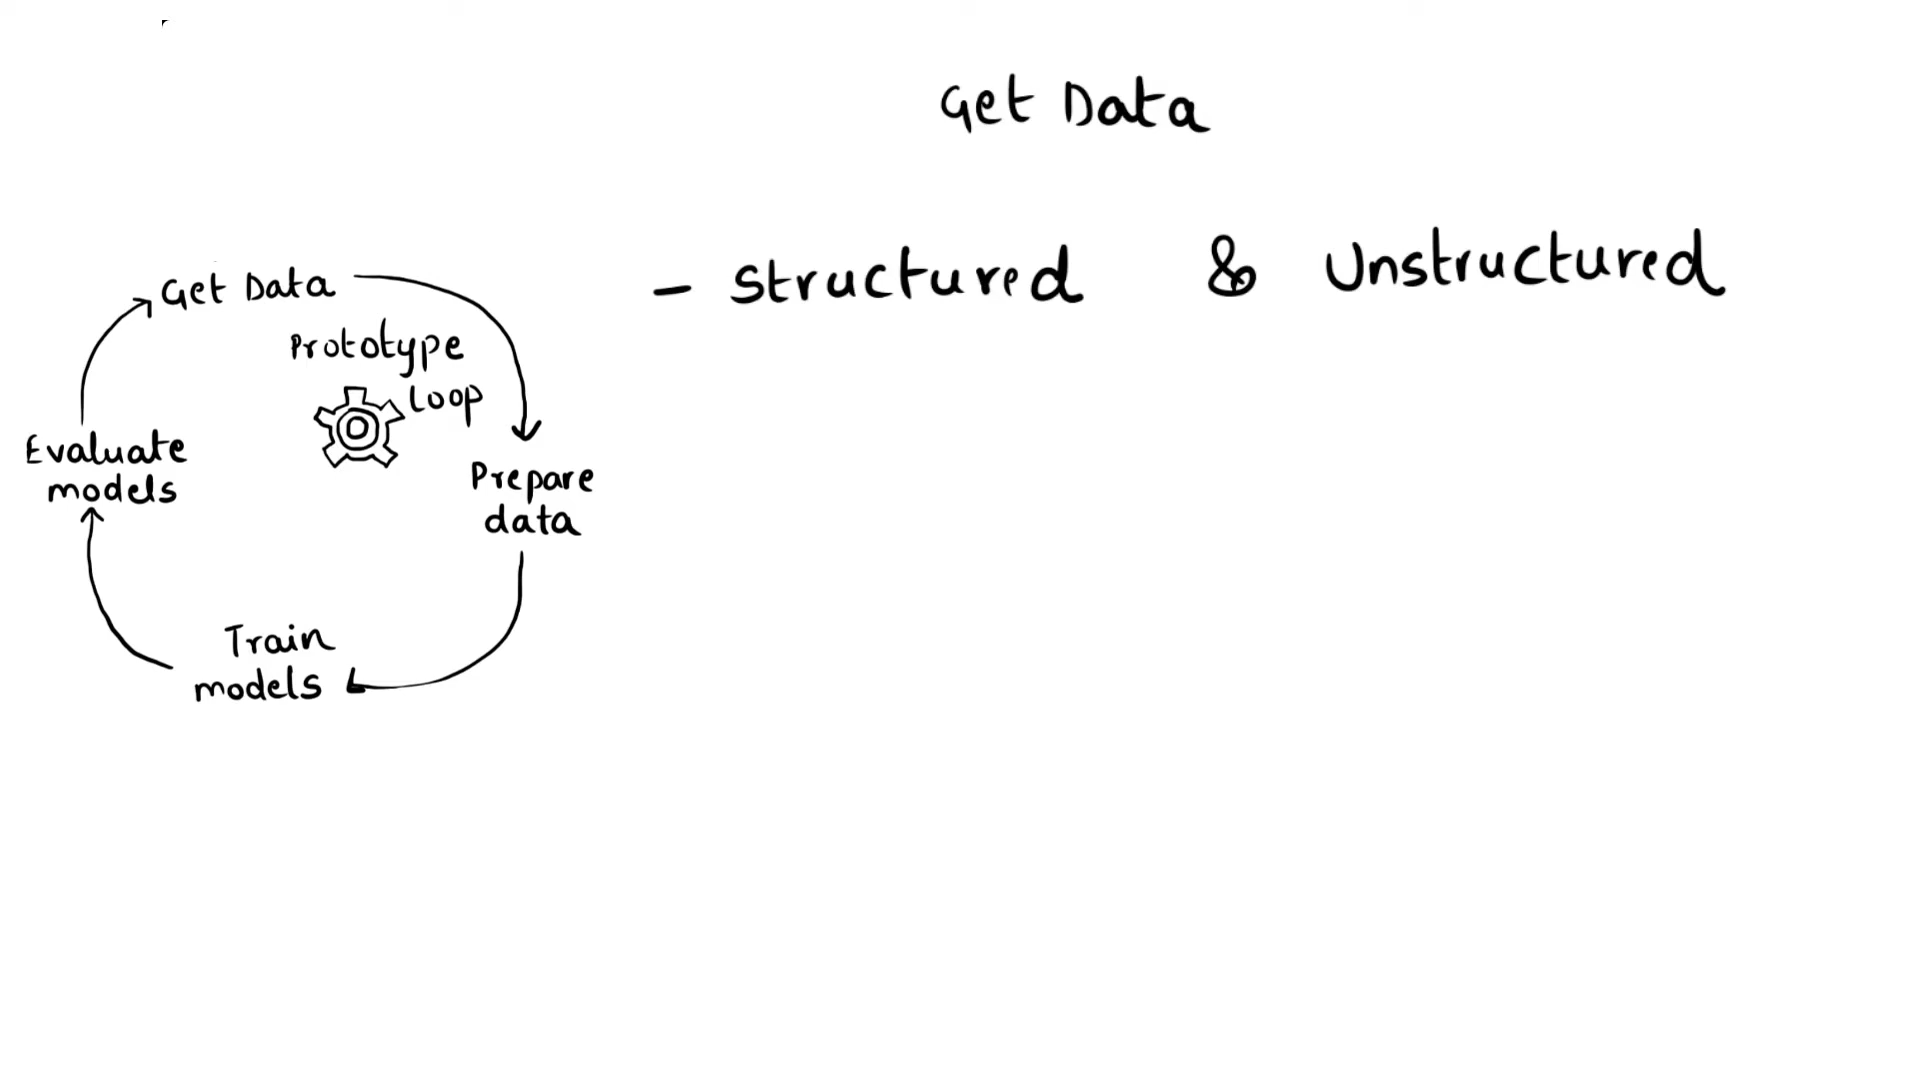 Get Data
- Structured & Unstructured
Get Data
Prototype
Loop
Evaluate
models
Prepare
data
Train
models